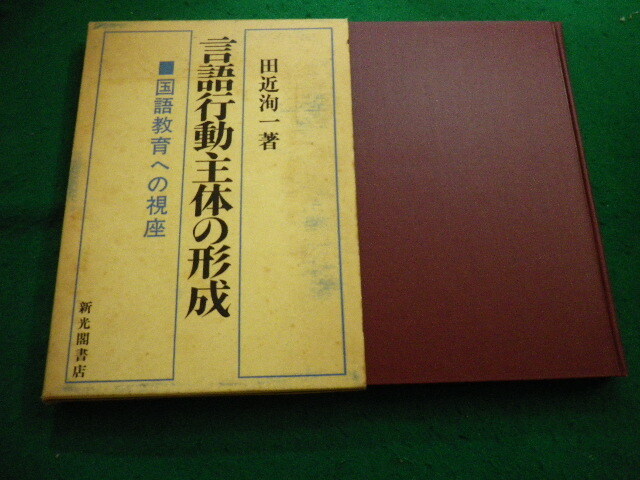 田近洵一著
言語行動主体の形成
■国語教育への視座
新光閣書店